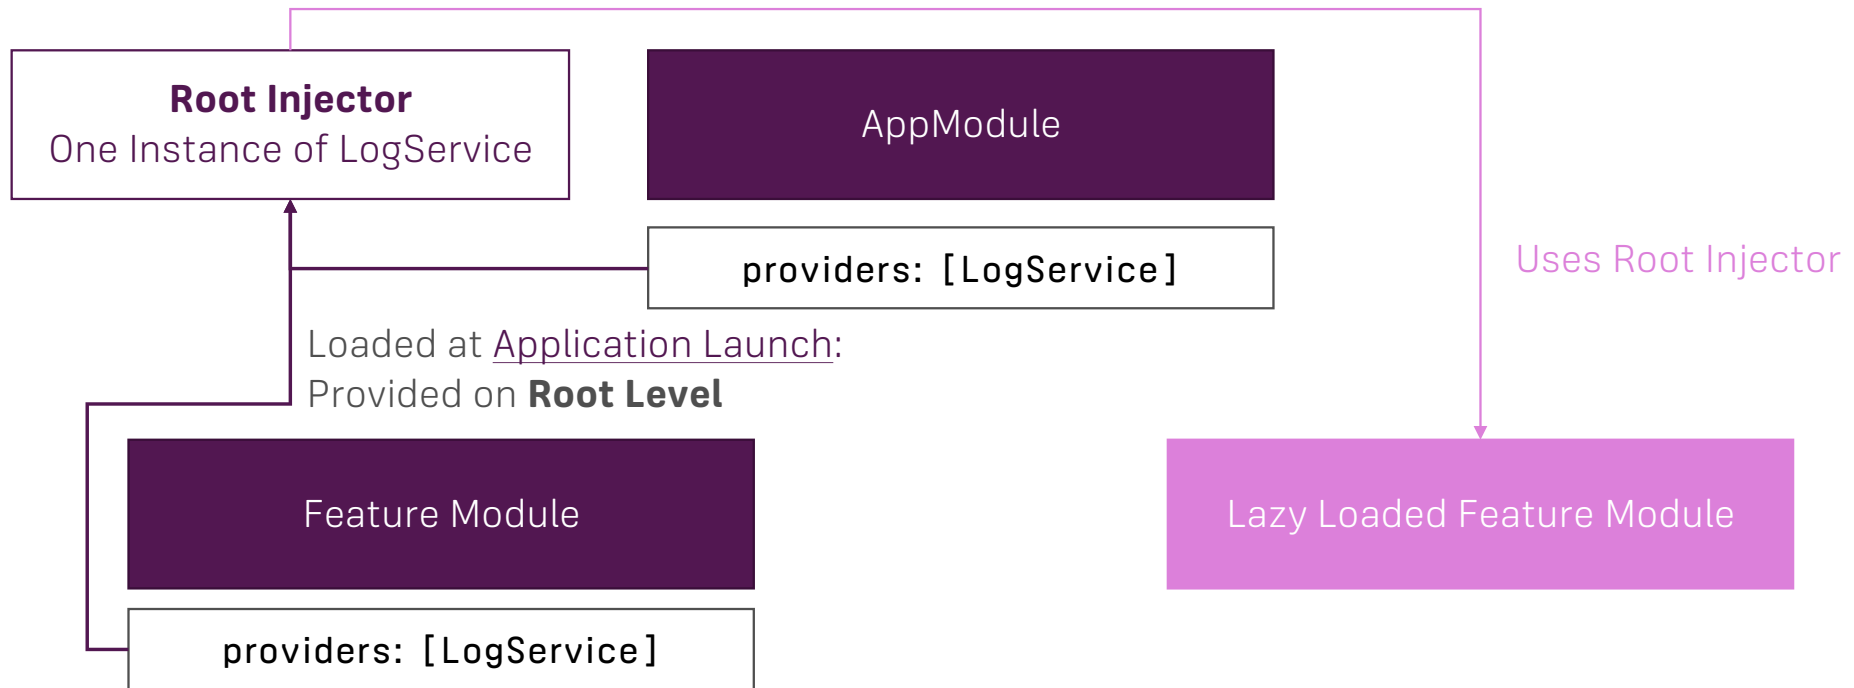 Root Injector
One Instance of LogService
AppModule
providers: [LogService]
Uses Root Injector
Loaded at Application Launch:
Provided on Root Level
Feature Module
Lazy Loaded Feature Module
providers: [LogService]